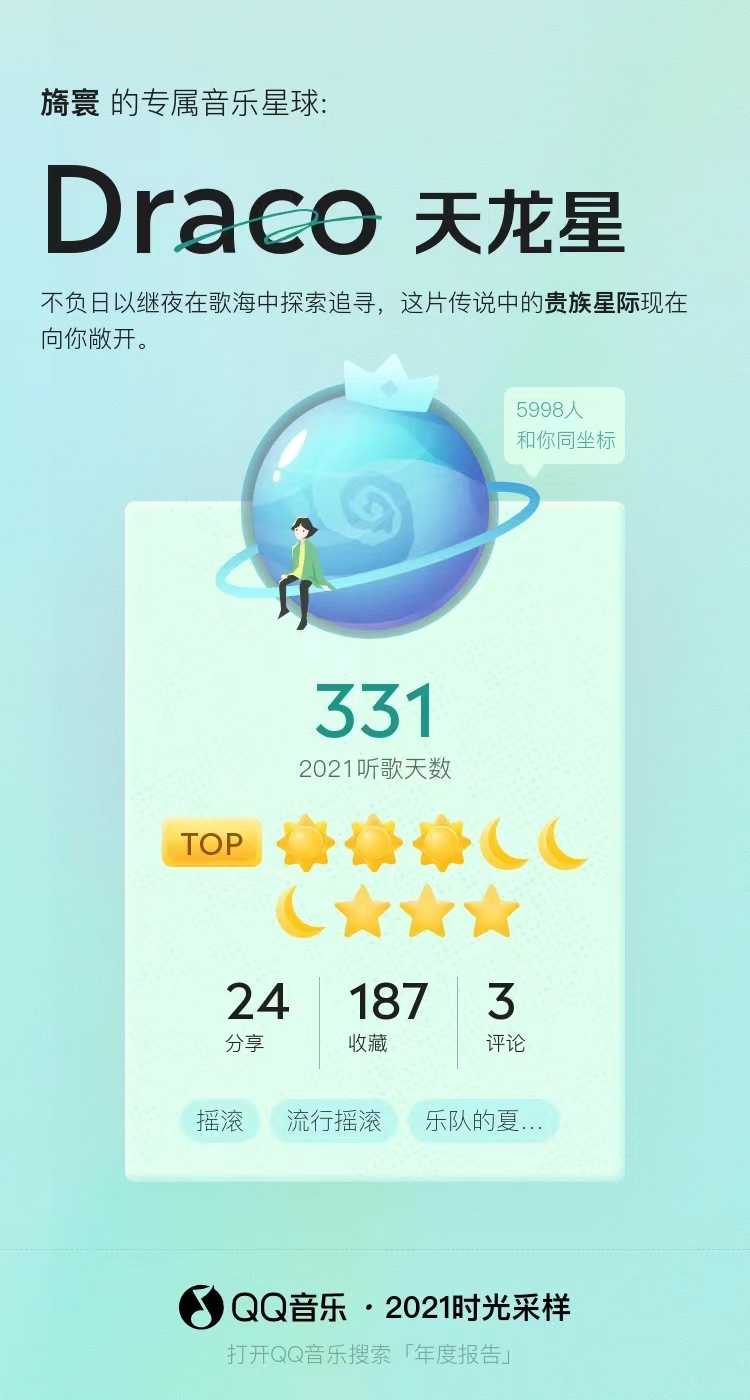 旖寰 的专属音乐星球:
Draco 天龙星
不负日以继夜在歌海中探索追寻，这片传说中的贵族星际现在
向你敞开。
5998人
和你同坐标
331
2021听歌天数
TOP
24 187 3
分享 收藏 评论
摇滚 流行摇滚 乐队的夏...
QQ音乐 · 2021时光采样
打开QQ音乐搜索「年度报告」